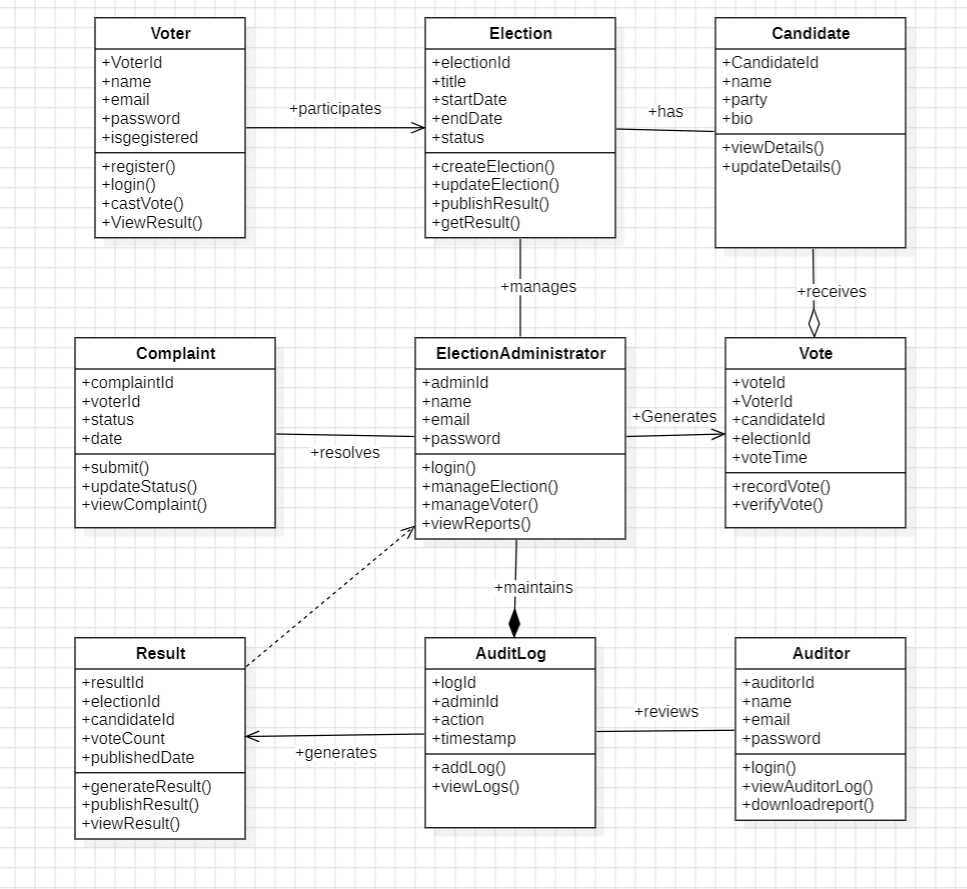 Voter
+VoterId
+name
+email
+password
+isgegistered
+register()
+login()
+castVote()
+ViewResult()
+participates
Election
+electionId
+title
+startDate
+endDate
+status
+createElection()
+updateElection()
+publishResult()
+getResult()
+has
Candidate
+CandidateId
+name
+party
+bio
+viewDetails()
+updateDetails()
+manages
+receives
Complaint
+complaintId
+voterId
+status
+date
+submit()
+updateStatus()
+viewComplaint()
+resolves
ElectionAdministrator
+adminId
+name
+email
+password
+login()
+manageElection()
+manageVoter()
+viewReports()
+Generates
Vote
+voteId
+VoterId
+candidateId
+electionId
+voteTime
+recordVote()
+verifyVote()
+maintains
Result
+resultId
+electionId
+candidateId
+voteCount
+publishedDate
+generateResult()
+publishResult()
+viewResult()
+generates
AuditLog
+logId
+adminId
+action
+timestamp
+addLog()
+viewLogs()
+reviews
Auditor
+auditorId
+name
+email
+password
+login()
+viewAuditorLog()
+downloadreport()